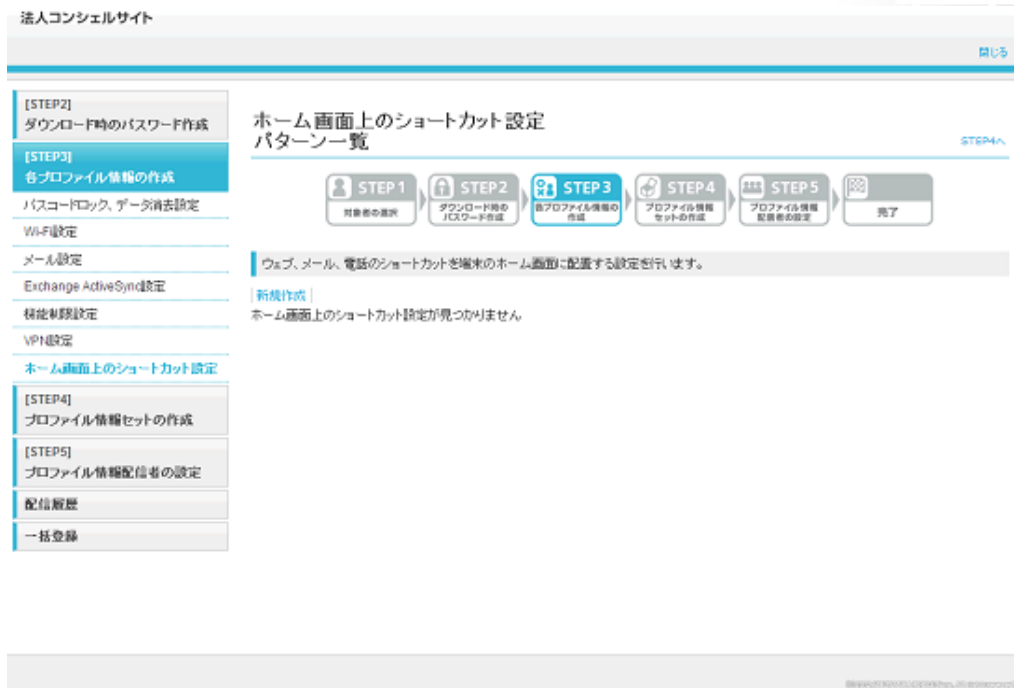 法人コンシェルサイト
閉じる
[STEP2]
ダウンロード時のパスワード作成
[STEP3]
各プロファイル情報の作成
パスコードロック、データ消去設定
Wi-Fi設定
メール設定
Exchange ActiveSync設定
機能制限設定
VPN設定
ホーム画面上のショートカット設定
[STEP4]
プロファイル情報セットの作成
[STEP5]
プロファイル情報配信者の設定
配信履歴
一括登録
ホーム画面上のショートカット設定
パターン一覧
STEP4へ
STEP1
対象者の選択
STEP2
ダウンロード時の
パスワード作成
STEP3
各プロファイル情報の
作成
STEP4
プロファイル情報
セットの作成
STEP5
プロファイル情報
配信者の設定
完了
ウェブ、メール、電話のショートカットを端末のホーム画面に配置する設定を行います。
新規作成
ホーム画面上のショートカット設定が見つかりません